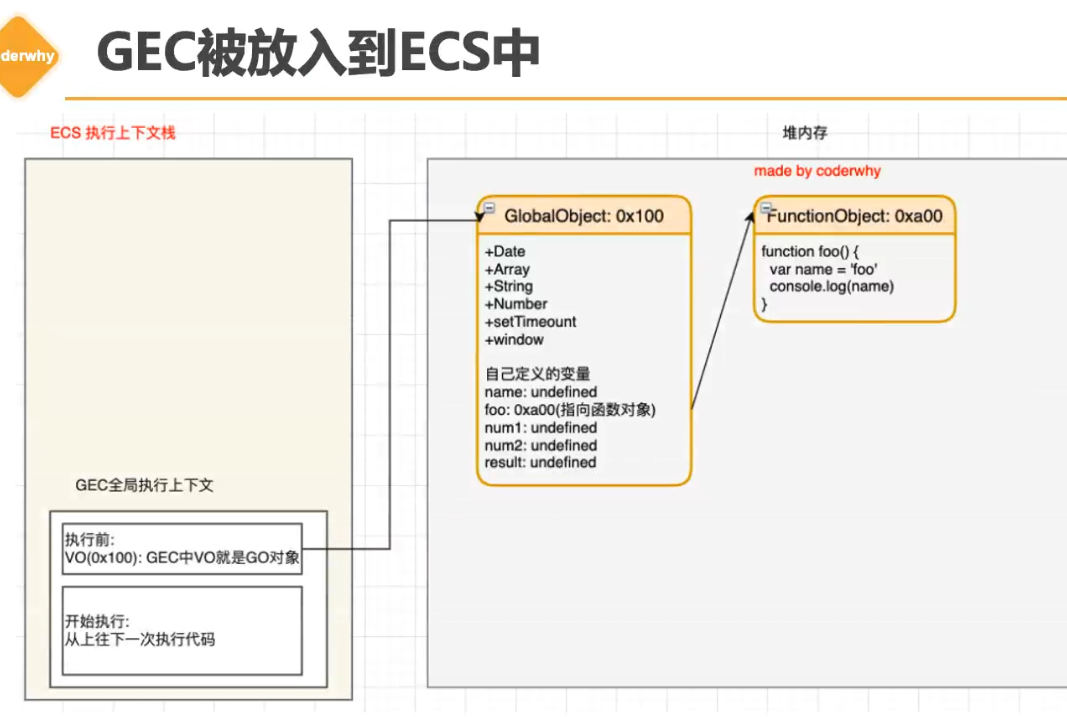 derwhy
GEC被放入到ECS中
ECS 执行上下文栈
堆内存
made by coderwhy
GlobalObject: 0x100
+Date
+Array
+String
+Number
+setTimeount
+window
自己定义的变量
name: undefined
foo: 0xa00(指向函数对象)
num1: undefined
num2: undefined
result: undefined
FunctionObject: 0xa00
function foo() {
var name = 'foo'
console.log(name)
}
GEC全局执行上下文
执行前:
VO(0x100): GEC中VO就是GO对象
开始执行:
从上往下一次执行代码